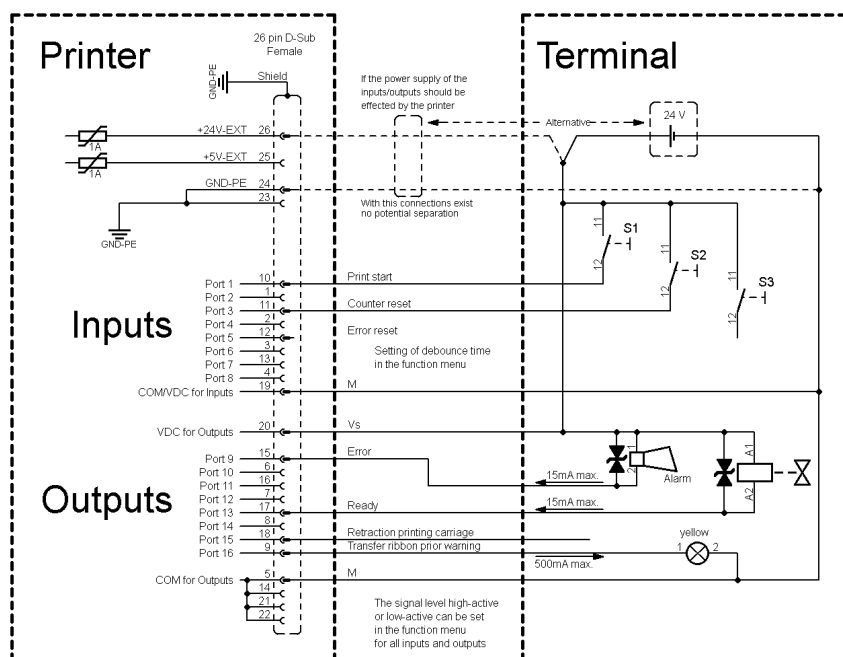 Printer
26 pin D-Sub
Female
Terminal
GND-PE
Shield
If the power supply of the
inputs/outputs should be
effected by the printer
Alternative
24 V
+24V-EXT 26
1A
+5V-EXT 25
1A
GND-PE 24
23
GND-PE
With this connections exist
no potential separation
11
S1
12
11
S2
12
11
S3
12
Inputs
Port 1 10 Print start
Port 2 1
Port 3 11 Counter reset
Port 4 2
Port 5 12 Error reset
Port 6 3
Port 7 13
Port 8 4
Setting of debounce time
in the function menu
COM/VDC for Inputs 19 M
VDC for Outputs 20 Vs
Outputs
Port 9 15 Error
Port 10 6
Port 11 16
Port 12 7
Port 13 17 Ready
Port 14 8
Port 15 18 Retraction printing carriage
Port 16 9 Transfer ribbon prior warning
15mA max.
15mA max.
500mA max.
2 1
Alarm
A1
A2
yellow
1 2
COM for Outputs 5 M
14
21
22
The signal level high-active
or low-active can be set
in the function menu
for all inputs and outputs